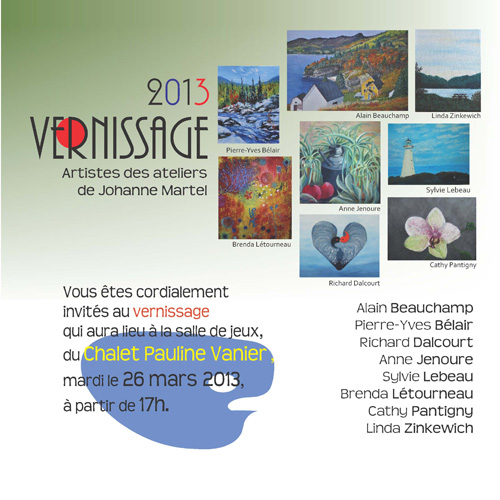 2013
VERNISSAGE
Artistes des ateliers
de Johanne Martel
Pierre-Yves Bélair
Alain Beauchamp
Linda Zinkewich
Brenda Létourneau
Anne Jenoure
Sylvie Lebeau
Richard Dalcourt
Cathy Pantigny
Vous êtes cordialement
invités au vernissage
qui aura lieu à la salle de jeux,
du Chalet Pauline Vanier,
mardi le 26 mars 2013,
à partir de 17h.
Alain Beauchamp
Pierre-Yves Bélair
Richard Dalcourt
Anne Jenoure
Sylvie Lebeau
Brenda Létourneau
Cathy Pantigny
Linda Zinkewich